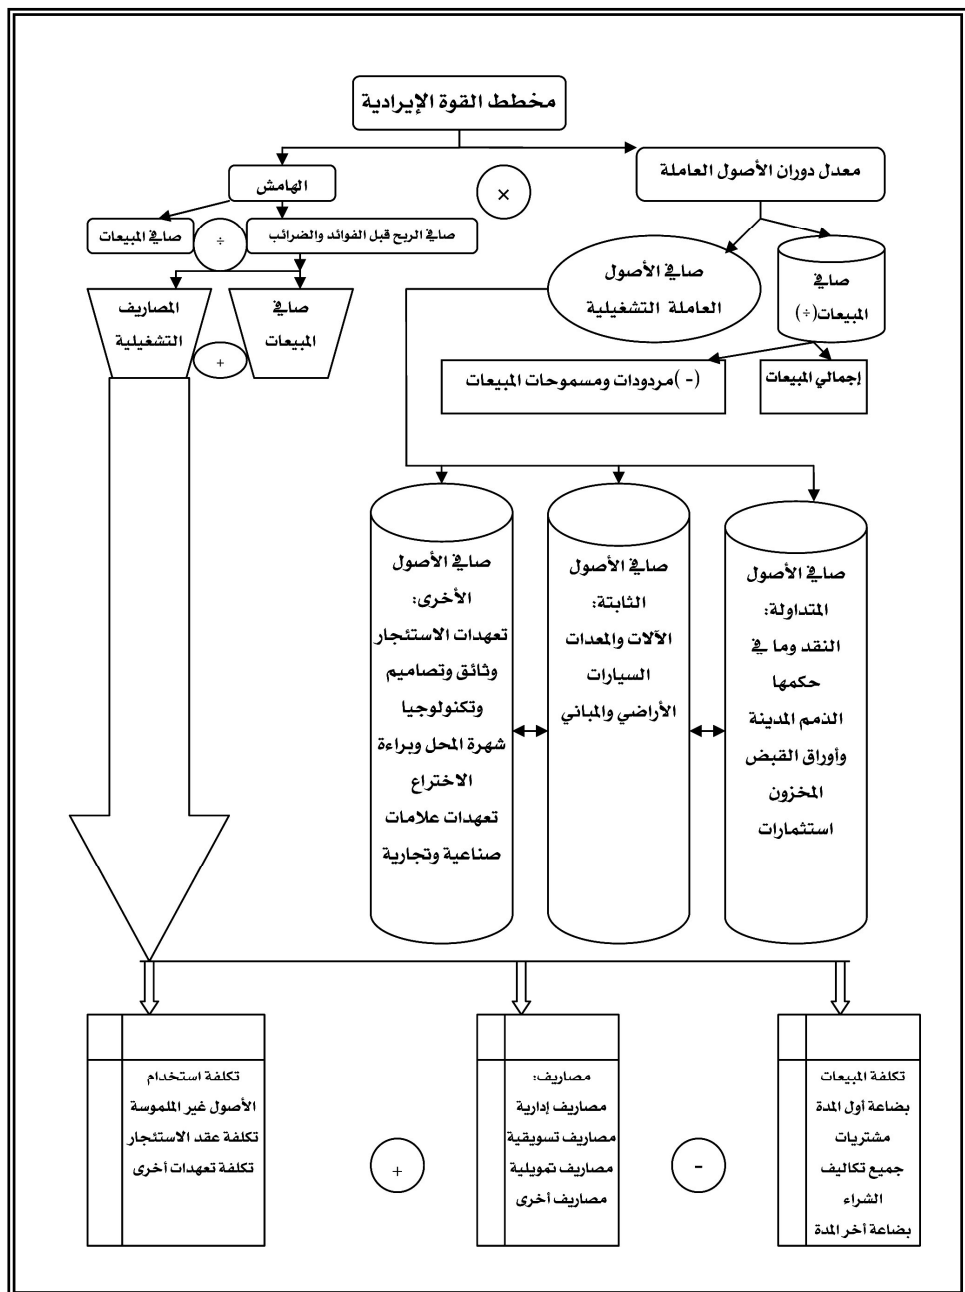 مخطط القوة الإيرادية
معدل دوران الأصول العاملة
×
الهامش
صافي الربح قبل الفوائد والضرائب
÷
صافي المبيعات
صافي
المبيعات(÷)
صافي الأصول
العاملة التشغيلية
صافي
المبيعات
+
المصاريف
التشغيلية
إجمالي المبيعات
(-)مردودات ومسموحات المبيعات
صافي الأصول
المتداولة:
النقد وما في
حكمها
الذمم المدينة
وأوراق القبض
المخزون
استثمارات
صافي الأصول
الثابتة:
الآلات والمعدات
السيارات
الأراضي والمباني
صافي الأصول
الأخرى:
تعهدات الاستئجار
وثائق وتصاميم
وتكنولوجيا
شهرة المحل وبراءة
الاختراع
تعهدات علامات
صناعية وتجارية
تكلفة المبيعات
بضاعة أول المدة
مشتريات
جميع تكاليف
الشراء
بضاعة أخر المدة
-
مصاريف:
مصاريف إدارية
مصاريف تسويقية
مصاريف تمويلية
مصاريف أخرى
+
تكلفة استخدام
الأصول غير الملموسة
تكلفة عقد الاستئجار
تكلفة تعهدات أخرى